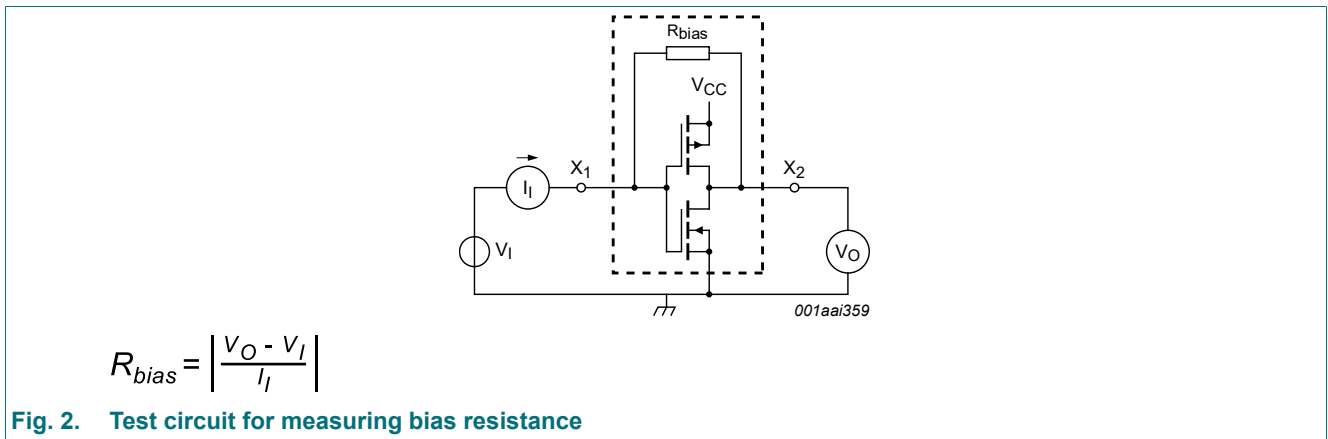 Rbias
VCC
X1
X2
II
VI
VO
001aai359
Rbias = | VO - VI / II |
Fig. 2. Test circuit for measuring bias resistance